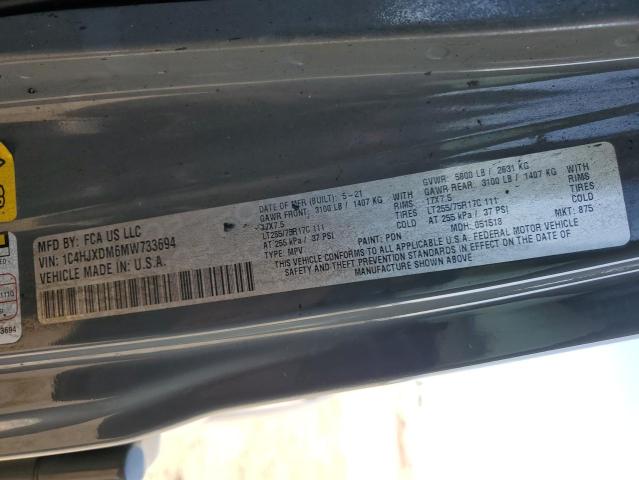 MFD BY: FCA US LLC
VIN: 1C4HJXDM6MW733694
VEHICLE MADE IN U.S.A.
DATE OF MFR (BUILT): 5-21 GVWR: 5800 LB / 2631 KG
GAWR FRONT: 3100 LB / 1407 KG WITH GAWR REAR: 3100 LB / 1407 KG WITH
17X7.5 RIMS 17X7.5 RIMS
LT255/75R17C 111 TIRES LT255/75R17C 111 TIRES
AT 255 kPa / 37 PSI COLD AT 255 kPa / 37 PSI COLD
TYPE: MPV PAINT: PDN MDH: 051518 MKT: 875
THIS VEHICLE CONFORMS TO ALL APPLICABLE U.S.A. FEDERAL MOTOR VEHICLE
SAFETY AND THEFT PREVENTION STANDARDS IN EFFECT ON THE DATE OF MANUFACTURE SHOWN ABOVE.
3694